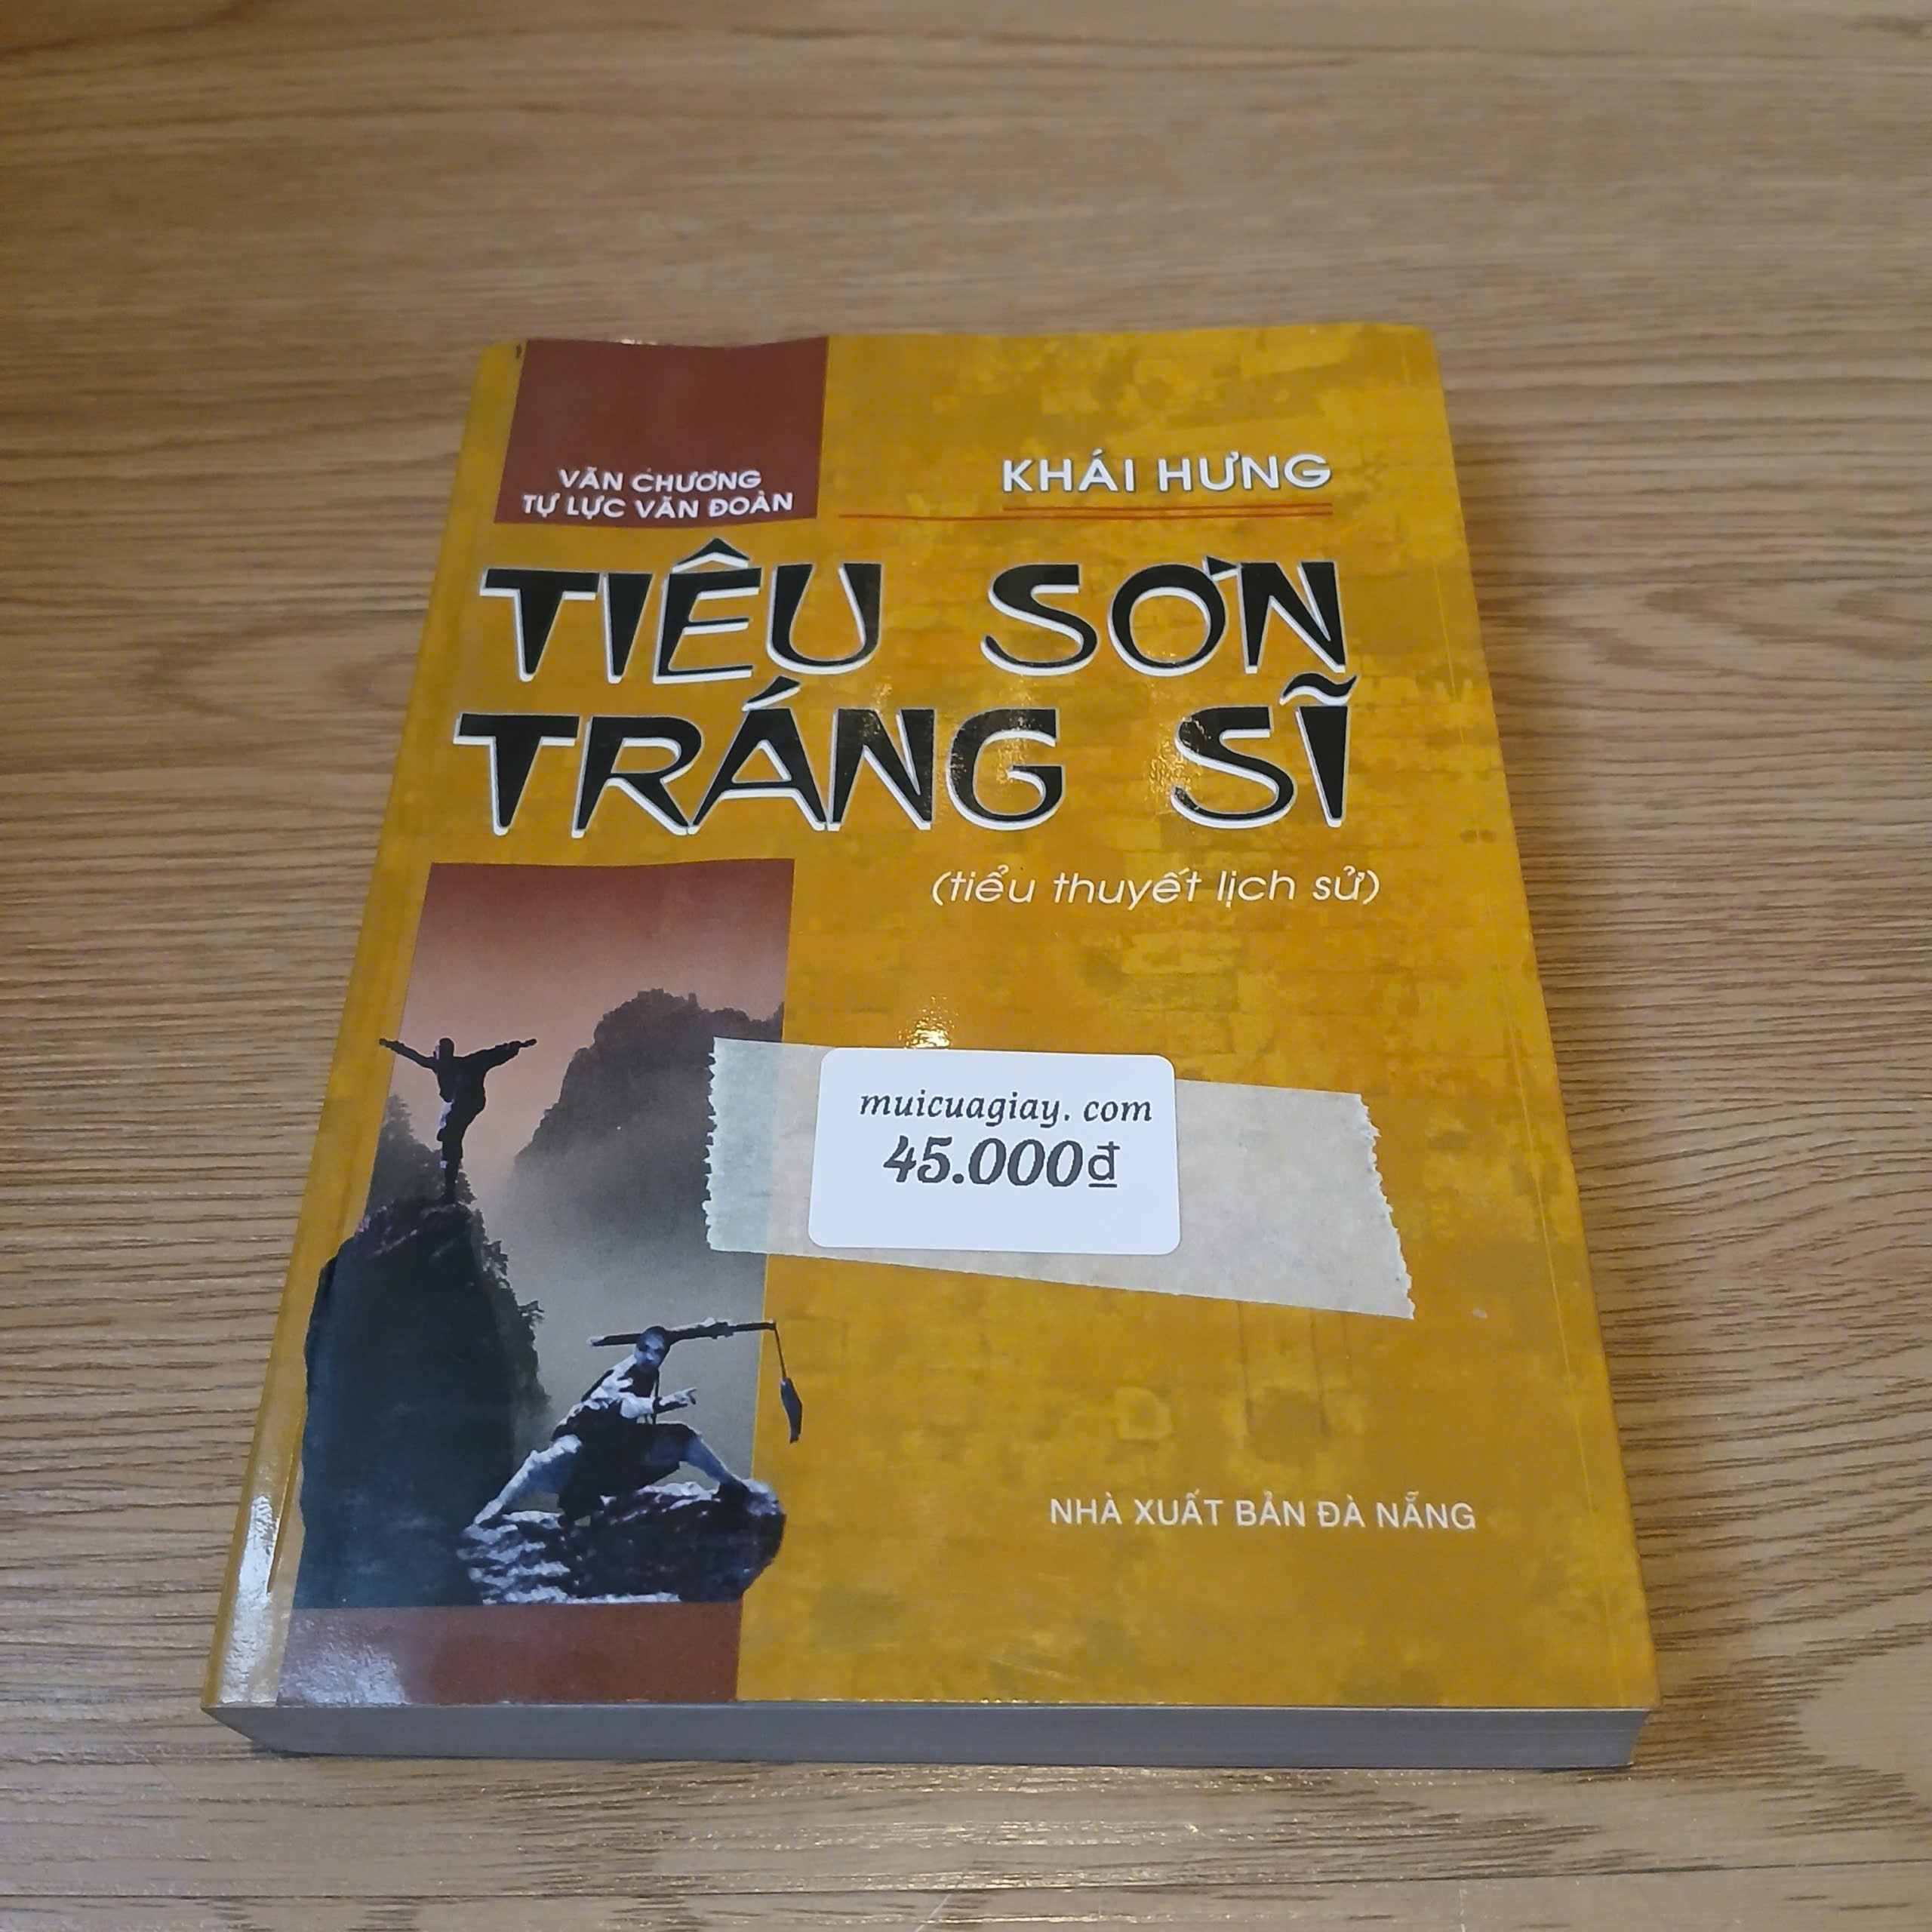 VĂN CHƯƠNG
TỰ LỰC VĂN ĐOÀN
KHÁI HƯNG
TIÊU SƠN
TRÁNG SĨ
(tiểu thuyết lịch sử)
muicuagiay. com
45.000₫
NHÀ XUẤT BẢN ĐÀ NẴNG